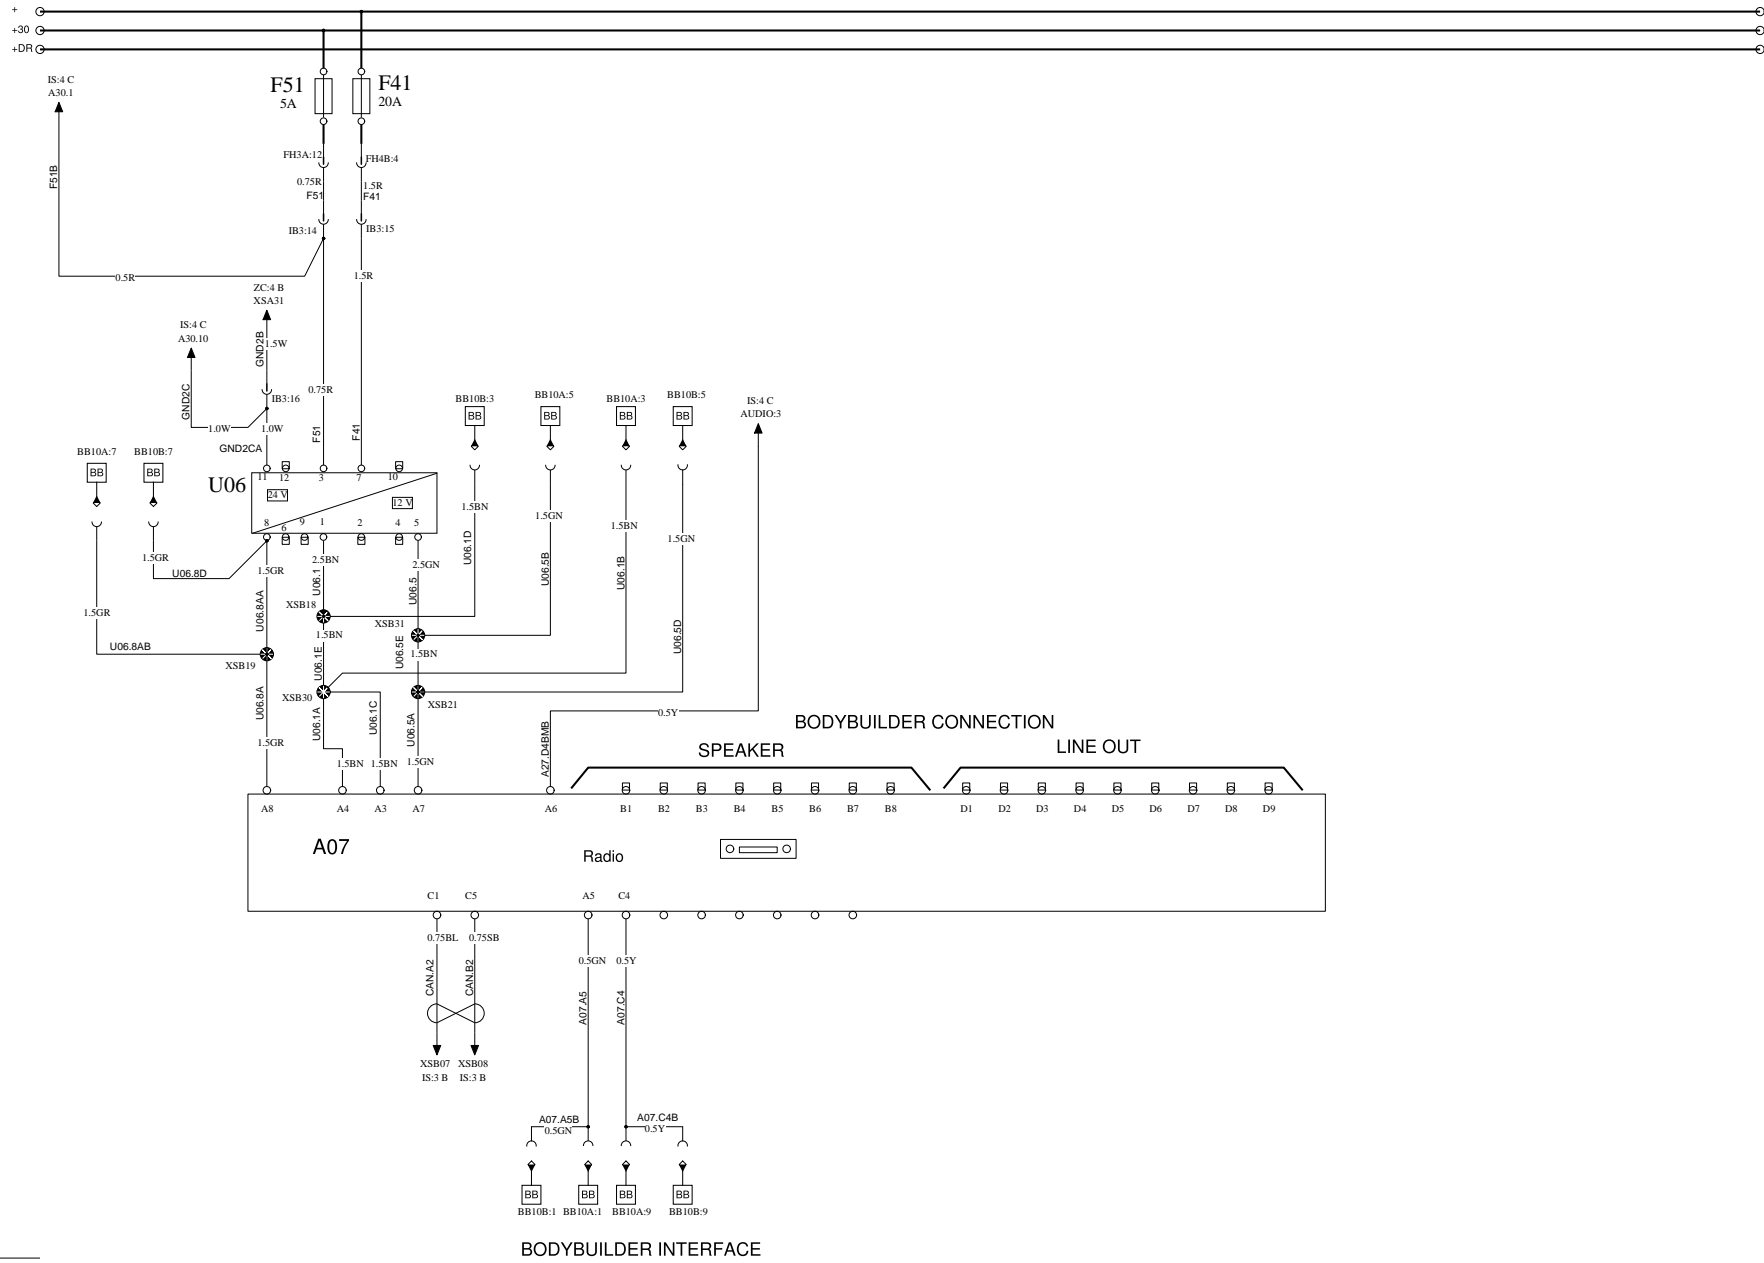 +
+30
+DR
IS:4 C
A30.1
F51
5A
F41
20A
F51B
FH3A:12
FH4B:4
0.75R
F51
1.5R
F41
IB3:14
IB3:15
0.5R
1.5R
ZC:4 B
XSA31
IS:4 C
A30.10
GND2B
1.5W
GND2C
IB3:16
0.75R
1.0W
1.0W
GND2CA
F51
F41
BB10B:3
BB
BB10A:5
BB
BB10A:3
BB
BB10B:5
BB
IS:4 C
AUDIO:3
BB10A:7
BB
BB10B:7
BB
U06
11
12
3
7
10
24 V
12 V
8
6
9
1
2
4
5
1.5BN
1.5GN
1.5BN
1.5GN
U06.1D
U06.5B
U06.1B
U06.5D
1.5GR
U06.8D
1.5GR
2.5BN
2.5GN
U06.1
U06.5
1.5GR
U06.8AA
XSB18
XSB31
1.5BN
U06.1E
U06.5E
1.5BN
U06.8AB
XSB19
XSB30
XSB21
U06.8A
U06.1A
U06.1C
U06.5A
1.5GR
1.5BN
1.5BN
1.5GN
0.5Y
A27.D4BMB
BODYBUILDER CONNECTION
SPEAKER
LINE OUT
A8
A4
A3
A7
A6
B1
B2
B3
B4
B5
B6
B7
B8
D1
D2
D3
D4
D5
D6
D7
D8
D9
A07
Radio
C1
C5
A5
C4
0.75BL
0.75SB
0.5GN
0.5Y
CAN.A2
CAN.B2
A07.A5
A07.C4
XSB07
IS:3 B
XSB08
IS:3 B
A07.A5B
0.5GN
A07.C4B
0.5Y
BB
BB
BB
BB
BB10B:1
BB10A:1
BB10A:9
BB10B:9
BODYBUILDER INTERFACE